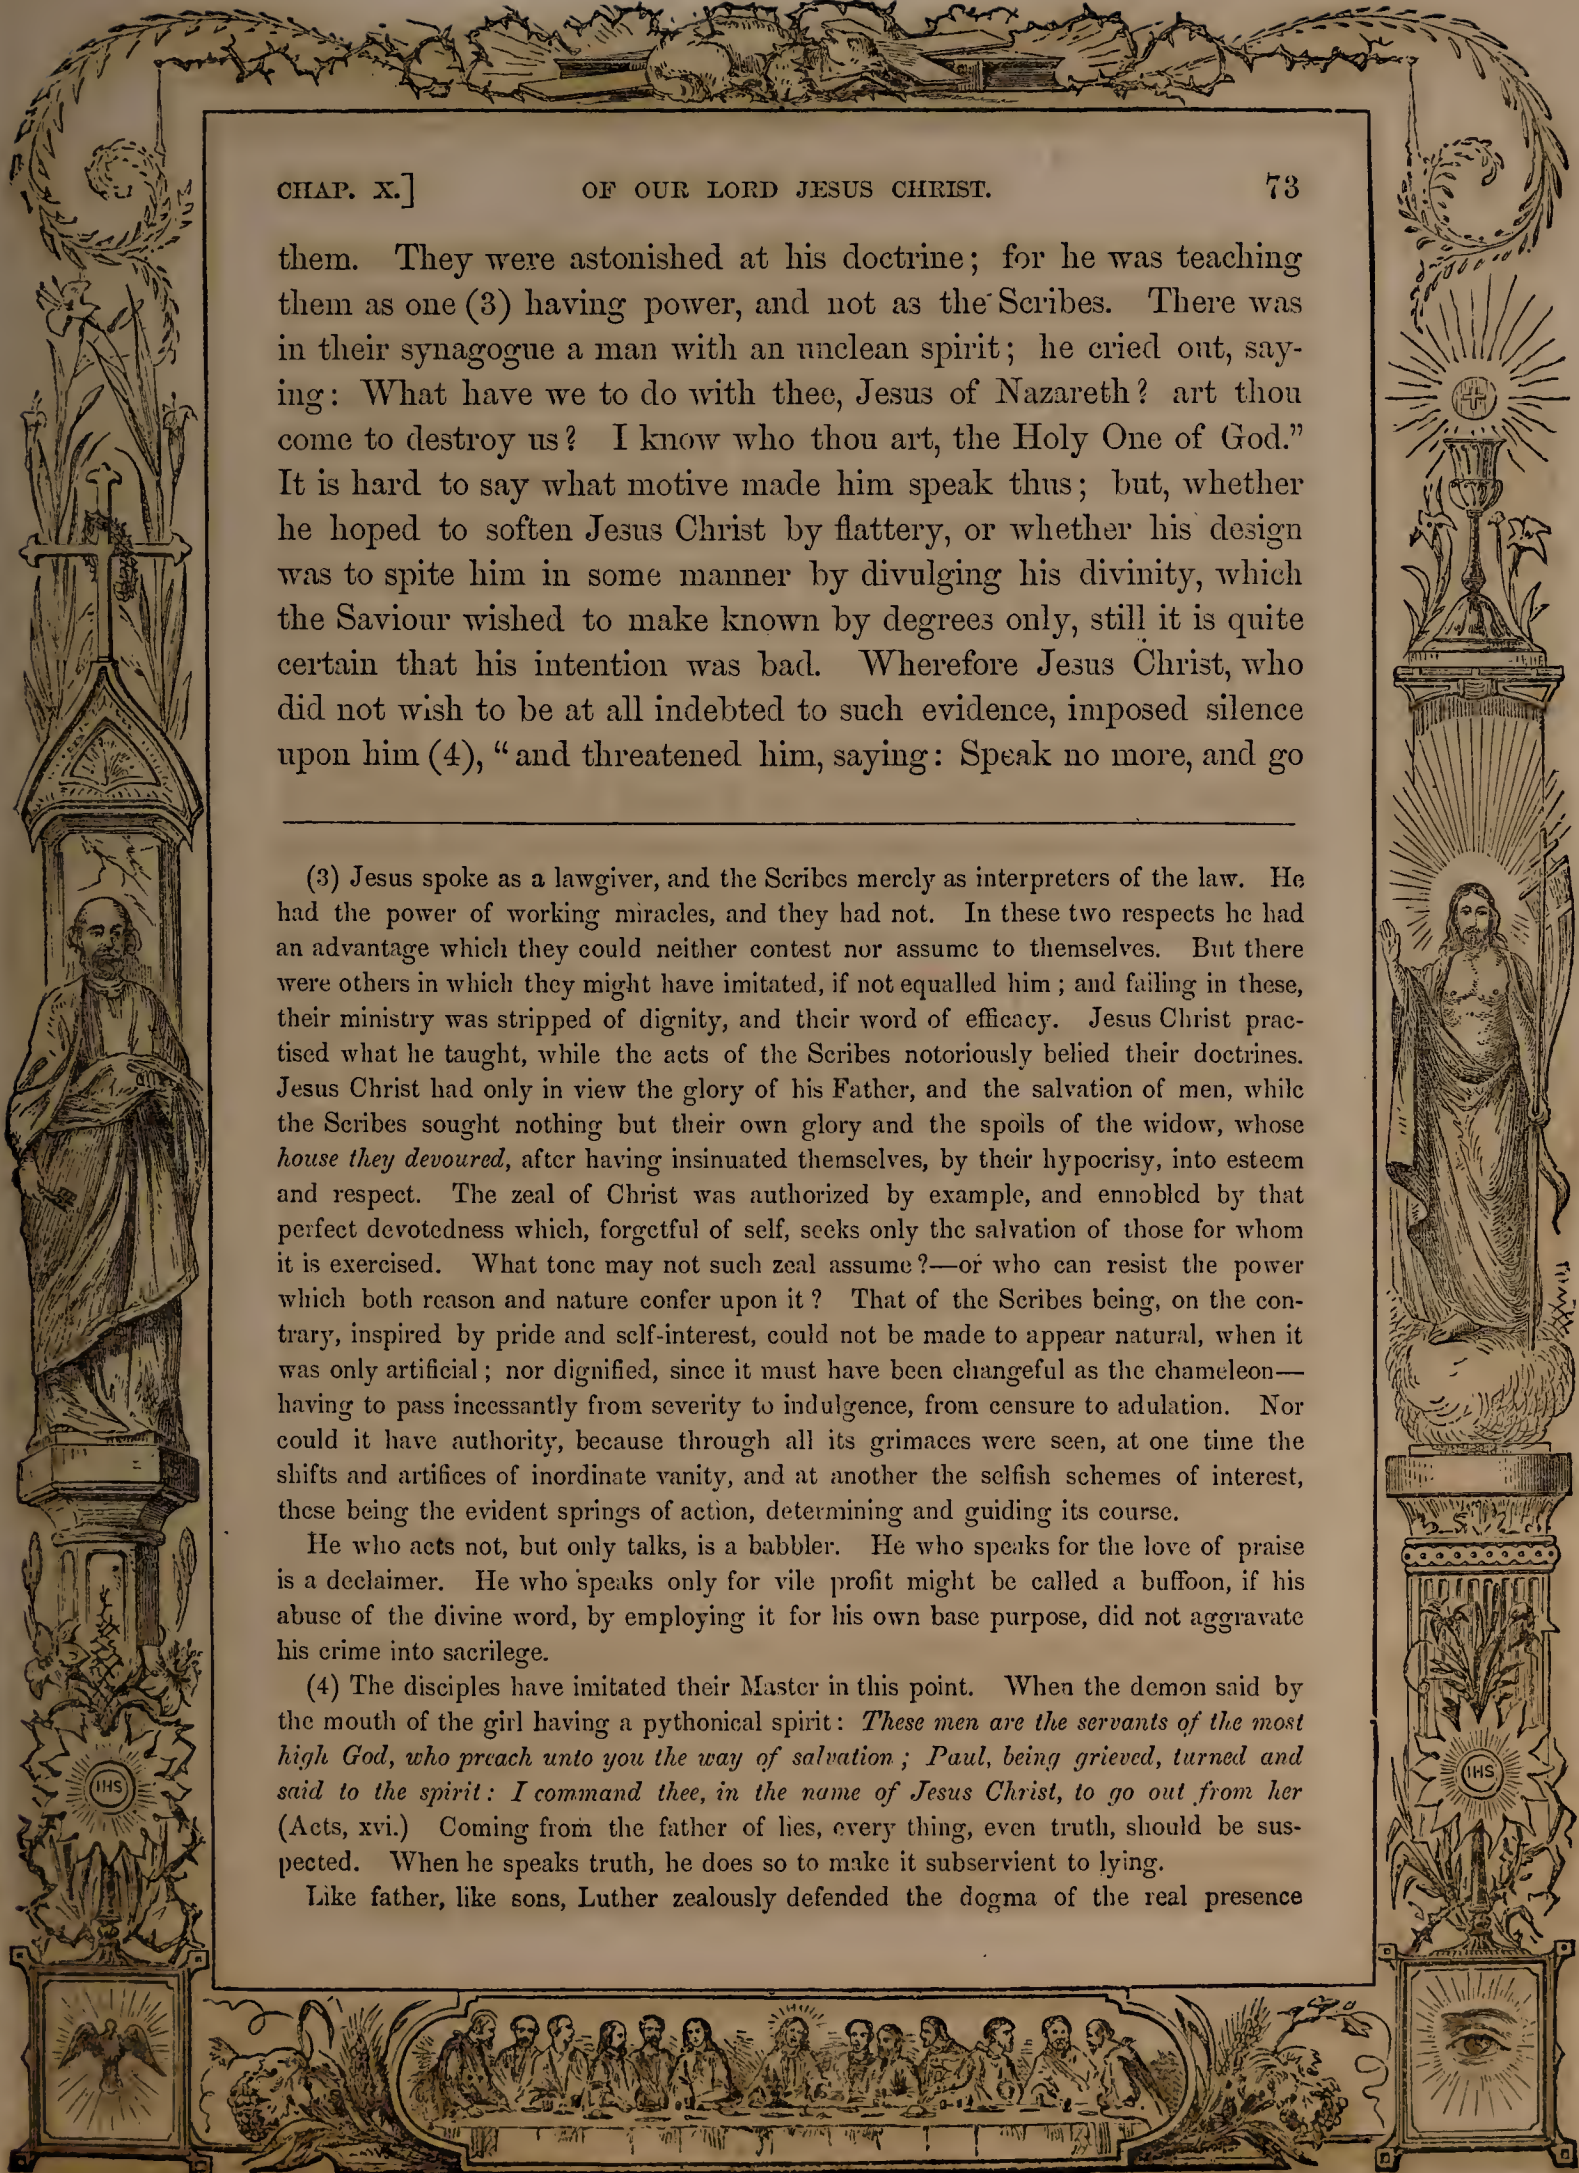 CHAP. X.] OF OUR LORD JESUS CHRIST. 73
them. They were astonished at his doctrine; for he was teaching
them as one (3) having power, and not as the Scribes. There was
in their synagogue a man with an unclean spirit; he cried out, say-
ing: What have we to do with thee, Jesus of Nazareth? art thou
come to destroy us? I know who thou art, the Holy One of God.”
It is hard to say what motive made him speak thus; but, whether
he hoped to soften Jesus Christ by flattery, or whether his design
was to spite him in some manner by divulging his divinity, which
the Saviour wished to make known by degrees only, still it is quite
certain that his intention was bad. Wherefore Jesus Christ, who
did not wish to be at all indebted to such evidence, imposed silence
upon him (4), “and threatened him, saying: Speak no more, and go
(3) Jesus spoke as a lawgiver, and the Scribes merely as interpreters of the law. He
had the power of working miracles, and they had not. In these two respects he had
an advantage which they could neither contest nor assume to themselves. But there
were others in which they might have imitated, if not equalled him; and failing in these,
their ministry was stripped of dignity, and their word of efficacy. Jesus Christ prac-
tised what he taught, while the acts of the Scribes notoriously belied their doctrines.
Jesus Christ had only in view the glory of his Father, and the salvation of men, while
the Scribes sought nothing but their own glory and the spoils of the widow, whose
house they devoured, after having insinuated themselves, by their hypocrisy, into esteem
and respect. The zeal of Christ was authorized by example, and ennobled by that
perfect devotedness which, forgetful of self, seeks only the salvation of those for whom
it is exercised. What tone may not such zeal assume?—or who can resist the power
which both reason and nature confer upon it? That of the Scribes being, on the con-
trary, inspired by pride and self-interest, could not be made to appear natural, when it
was only artificial; nor dignified, since it must have been changeful as the chameleon—
having to pass incessantly from severity to indulgence, from censure to adulation. Nor
could it have authority, because through all its grimaces were seen, at one time the
shifts and artifices of inordinate vanity, and at another the selfish schemes of interest,
these being the evident springs of action, determining and guiding its course.
He who acts not, but only talks, is a babbler. He who speaks for the love of praise
is a declaimer. He who speaks only for vile profit might be called a buffoon, if his
abuse of the divine word, by employing it for his own base purpose, did not aggravate
his crime into sacrilege.
(4) The disciples have imitated their Master in this point. When the demon said by
the mouth of the girl having a pythonical spirit: These men are the servants of the most
high God, who preach unto you the way of salvation; Paul, being grieved, turned and
said to the spirit: I command thee, in the name of Jesus Christ, to go out from her
(Acts, xvi.) Coming from the father of lies, every thing, even truth, should be sus-
pected. When he speaks truth, he does so to make it subservient to lying.
Like father, like sons, Luther zealously defended the dogma of the real presence
IHS
IHS